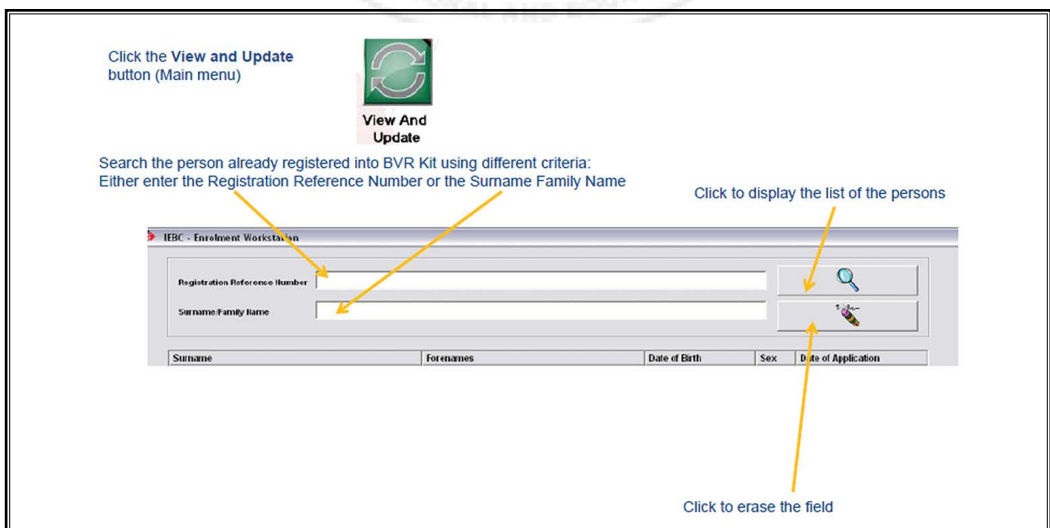 Click the View and Update
button (Main menu)
View And
Update
Search the person already registered into BVR Kit using different criteria:
Either enter the Registration Reference Number or the Surname Family Name
Click to display the list of the persons
IEBC - Enrolment Workstation
Registration Reference Number
Surname/Family Name
Surname Forenames Date of Birth Sex Date of Application
Click to erase the field